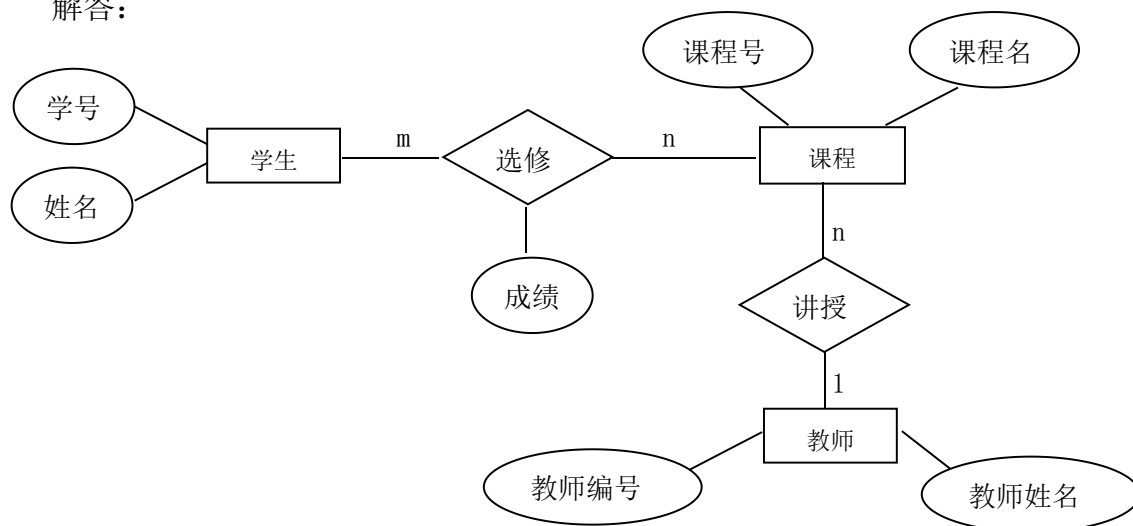 解答：
课程号 课程名
学号
学生 m 选修 n 课程
姓名
n
成绩
讲授
1
教师
教师编号 教师姓名